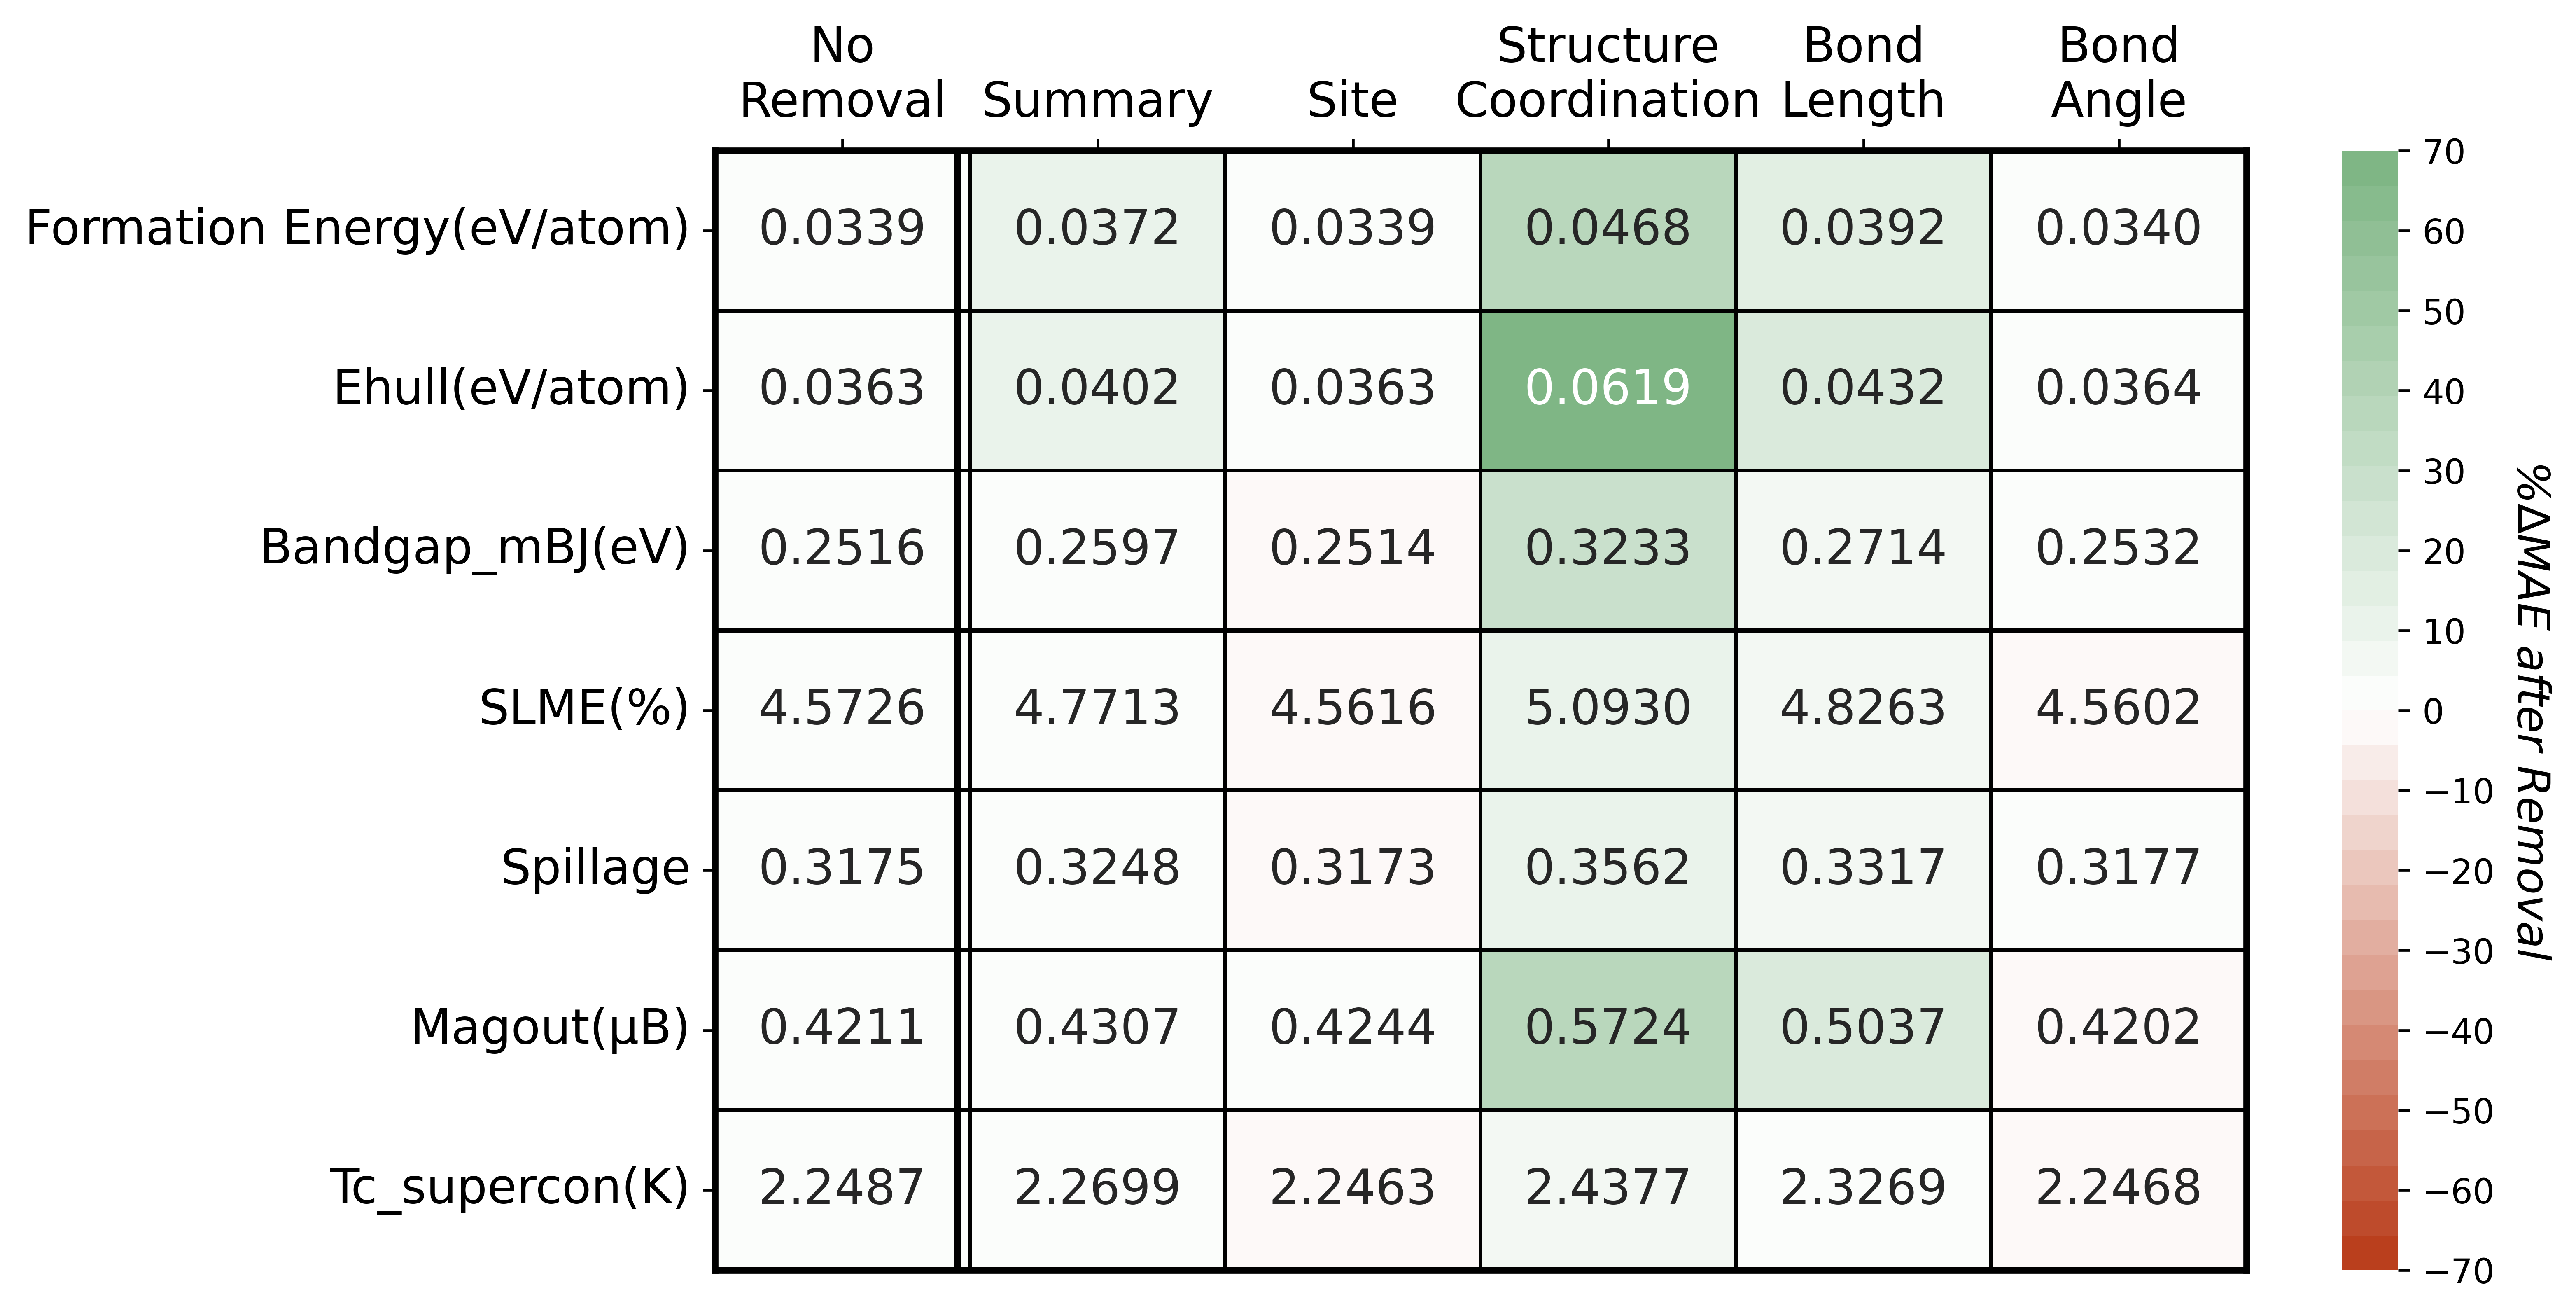 No
Removal
Summary
Site
Structure
Coordination
Bond
Length
Bond
Angle
Formation Energy(eV/atom) 0.0339 0.0372 0.0339 0.0468 0.0392 0.0340
Ehull(eV/atom) 0.0363 0.0402 0.0363 0.0619 0.0432 0.0364
Bandgap_mBJ(eV) 0.2516 0.2597 0.2514 0.3233 0.2714 0.2532
SLME(%) 4.5726 4.7713 4.5616 5.0930 4.8263 4.5602
Spillage 0.3175 0.3248 0.3173 0.3562 0.3317 0.3177
Magout(µB) 0.4211 0.4307 0.4244 0.5724 0.5037 0.4202
Tc_supercon(K) 2.2487 2.2699 2.2463 2.4377 2.3269 2.2468
70
60
50
40
30
20
10
0
−10
−20
−30
−40
−50
−60
−70
%ΔMAE after Removal